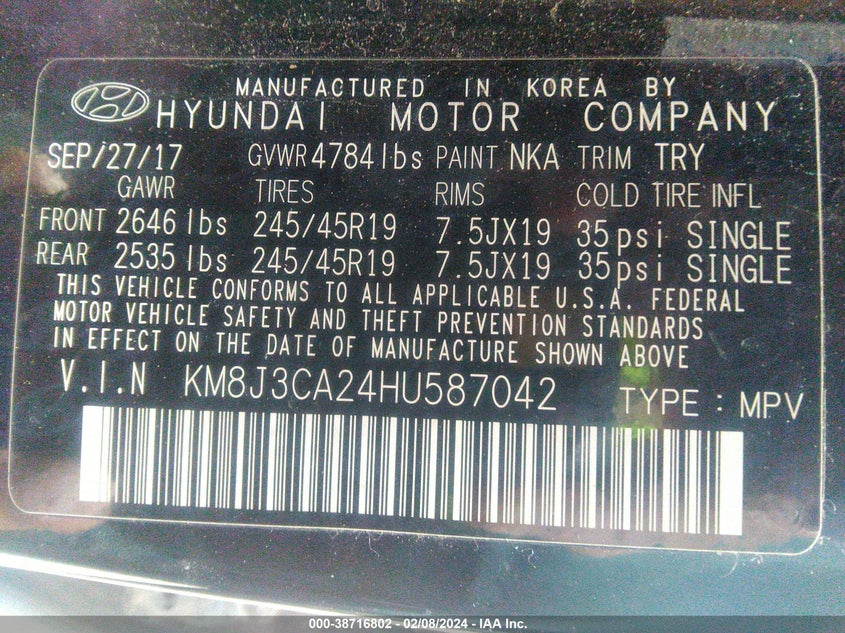 MANUFACTURED IN KOREA BY
HYUNDAI MOTOR COMPANY
SEP/27/17 GVWR 4784 lbs PAINT NKA TRIM TRY
GAWR TIRES RIMS COLD TIRE INFL
FRONT 2646 lbs 245/45R19 7.5JX19 35psi SINGLE
REAR 2535 lbs 245/45R19 7.5JX19 35psi SINGLE
THIS VEHICLE CONFORMS TO ALL APPLICABLE U.S.A. FEDERAL
MOTOR VEHICLE SAFETY AND THEFT PREVENTION STANDARDS
IN EFFECT ON THE DATE OF MANUFACTURE SHOWN ABOVE
V.I.N KM8J3CA24HU587042 TYPE : MPV
000-38716802 - 02/08/2024 - IAA Inc.